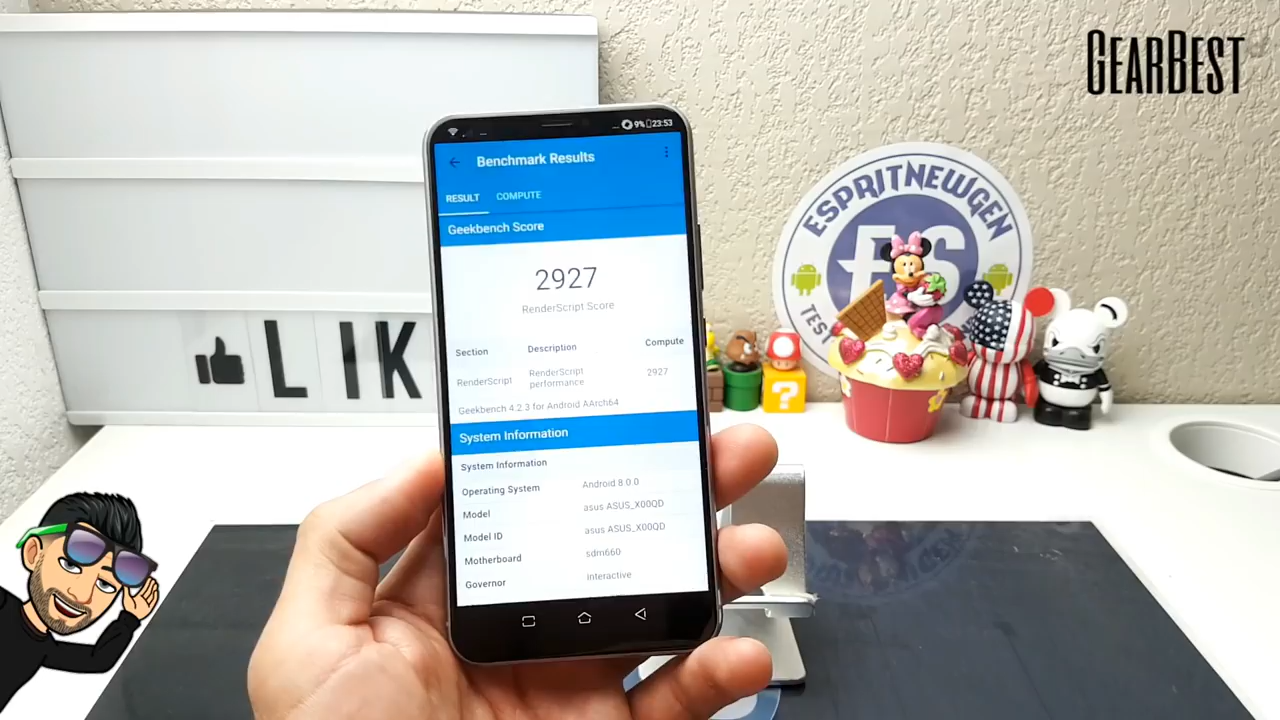 GEARBEST
9% 23:53
Benchmark Results
RESULT COMPUTE
Geekbench Score
2927
RenderScript Score
Section Description Compute
RenderScript RenderScript performance 2927
Geekbench 4.2.3 for Android AArch64
System Information
System Information
Operating System Android 8.0.0
Model asus ASUS_X00QD
Model ID asus ASUS_X00QD
Motherboard sdm660
Governor interactive
LIK
ESPRITNEWGEN
ES
TEST
?